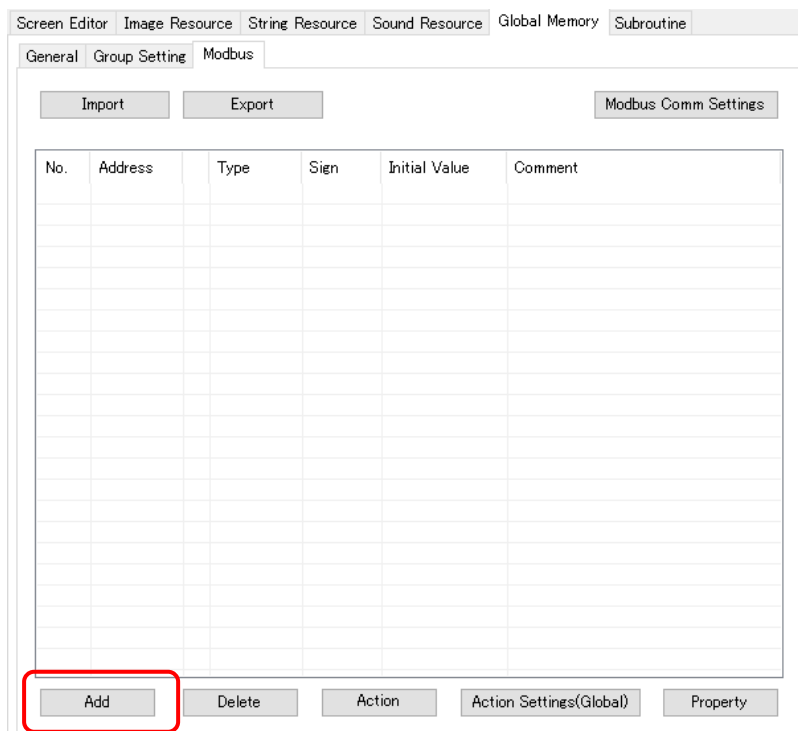 Screen Editor Image Resource String Resource Sound Resource Global Memory Subroutine
General Group Setting Modbus
Import Export Modbus Comm Settings
No. Address Type Sign Initial Value Comment
Add Delete Action Action Settings(Global) Property